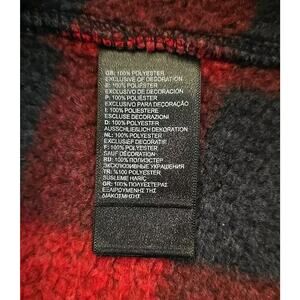 GB: 100% POLYESTER
EXCLUSIVE OF DECORATION
E: 100% POLIÉSTER
EXCLUSIVO DE DECORACIÓN
P: 100% POLIÉSTER
EXCLUSIVO PARA DECORAÇÃO
I: 100% POLIESTERE
ESCLUSE DECORAZIONI
D: 100% POLYESTER
AUSSCHLIEßLICH DEKORATION
NL: 100% POLYESTER
EXCLUSIEF DECORATIE
F: 100% POLYESTER
SAUF DÉCORATION
RU: 100% ПОЛИЭСТЕР
ЭКСКЛЮЗИВНЫЕ УКРАШЕНИЯ
TR: %100 POLYESTER
SÜSLEME HARİÇ
GR: 100% ΠΟΛΥΕΣΤΕΡΑΣ
ΕΞΑΙΡΟΥΜΕΝΗΣ ΤΗΣ
ΔΙΑΚΟΣΜΗΣΗΣ